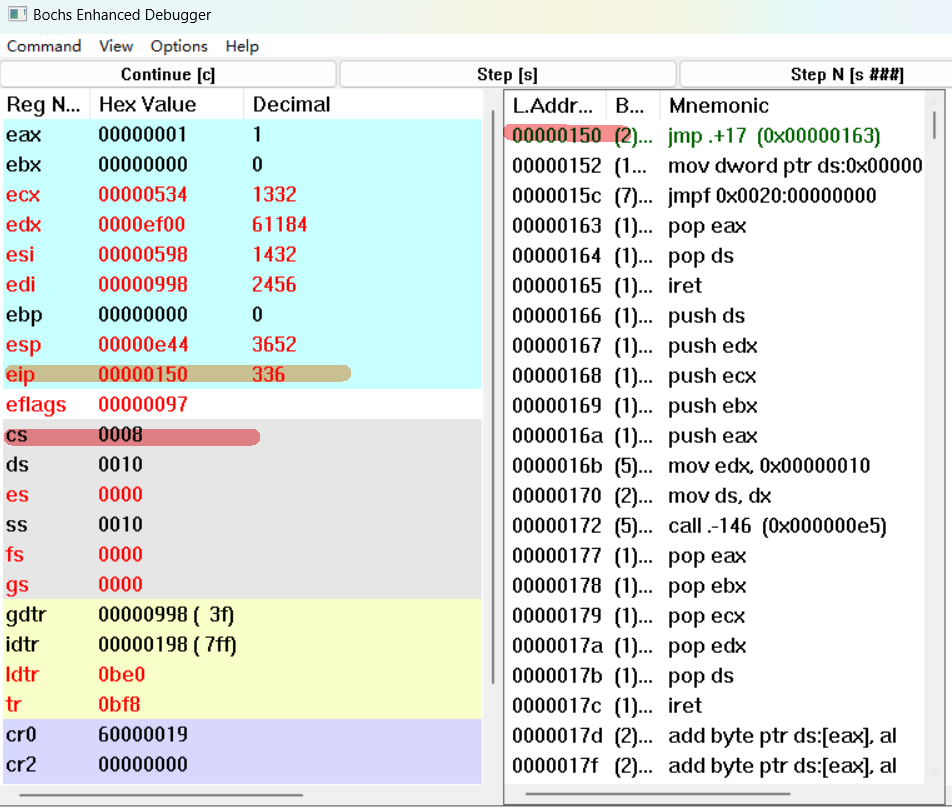 Bochs Enhanced Debugger
Command View Options Help
Continue [c] Step [s] Step N [s ###]
Reg N... Hex Value Decimal
eax 00000001 1
ebx 00000000 0
ecx 00000534 1332
edx 0000ef00 61184
esi 00000598 1432
edi 00000998 2456
ebp 00000000 0
esp 00000e44 3652
eip 00000150 336
eflags 00000097
cs 0008
ds 0010
es 0000
ss 0010
fs 0000
gs 0000
gdtr 00000998 ( 3f)
idtr 00000198 ( 7ff)
ldtr 0be0
tr 0bf8
cr0 60000019
cr2 00000000
L.Addr... B... Mnemonic
00000150 (2)... jmp .+17 (0x00000163)
00000152 (1... mov dword ptr ds:0x00000
0000015c (7)... jmpf 0x0020:00000000
00000163 (1)... pop eax
00000164 (1)... pop ds
00000165 (1)... iret
00000166 (1)... push ds
00000167 (1)... push edx
00000168 (1)... push ecx
00000169 (1)... push ebx
0000016a (1)... push eax
0000016b (5)... mov edx, 0x00000010
00000170 (2)... mov ds, dx
00000172 (5)... call .-146 (0x000000e5)
00000177 (1)... pop eax
00000178 (1)... pop ebx
00000179 (1)... pop ecx
0000017a (1)... pop edx
0000017b (1)... pop ds
0000017c (1)... iret
0000017d (2)... add byte ptr ds:[eax], al
0000017f (2)... add byte ptr ds:[eax], al